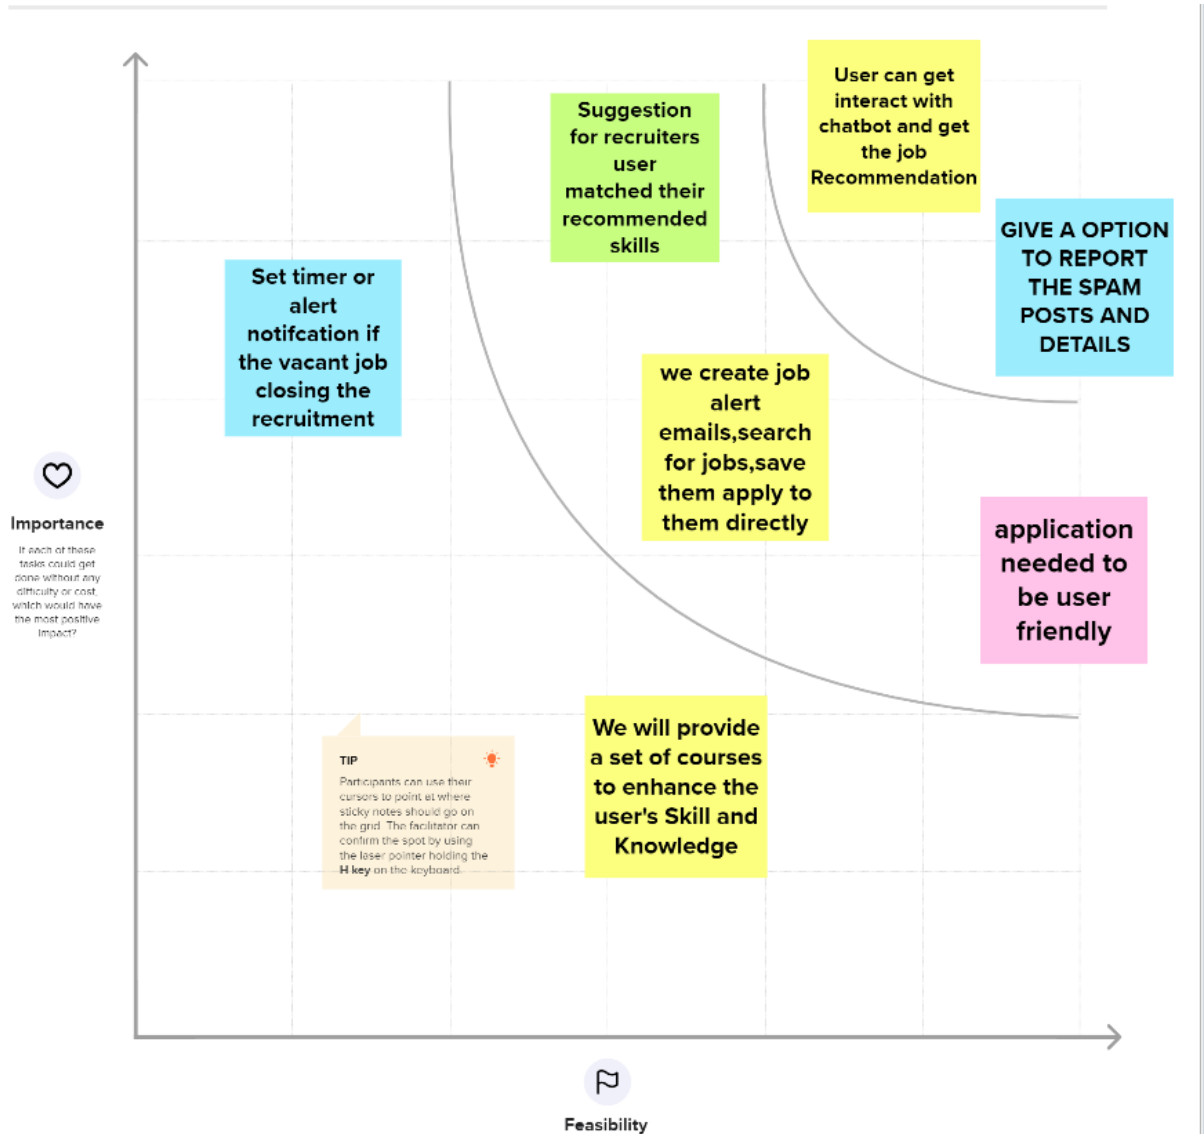 User can get
interact with
chatbot and get
the job
Recommendation
Suggestion
for recruiters
user
matched their
recommended
skills
GIVE A OPTION
TO REPORT
THE SPAM
POSTS AND
DETAILS
Set timer or
alert
notifcation if
the vacant job
closing the
recruitment
we create job
alert
emails,search
for jobs,save
them apply to
them directly
Importance
If each of these
tasks could get
done without any
difficulty or cost,
which would have
the most positive
impact?
application
needed to
be user
friendly
We will provide
a set of courses
to enhance the
user's Skill and
Knowledge
TIP
Participants can use their
cursors to point at where
sticky notes should go on
the grid. The facilitator can
confirm the spot by using
the laser pointer holding the
H key on the keyboard.
Feasibility